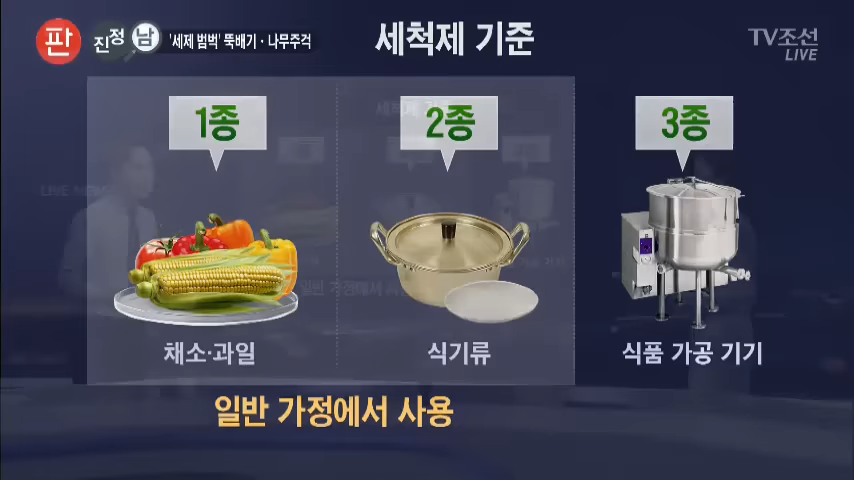 판
진정
남
'세제 범벅' 뚝배기·나무주걱
세척제 기준
TV조선
LIVE
1종
2종
3종
채소·과일
식기류
식품 가공 기기
일반 가정에서 사용